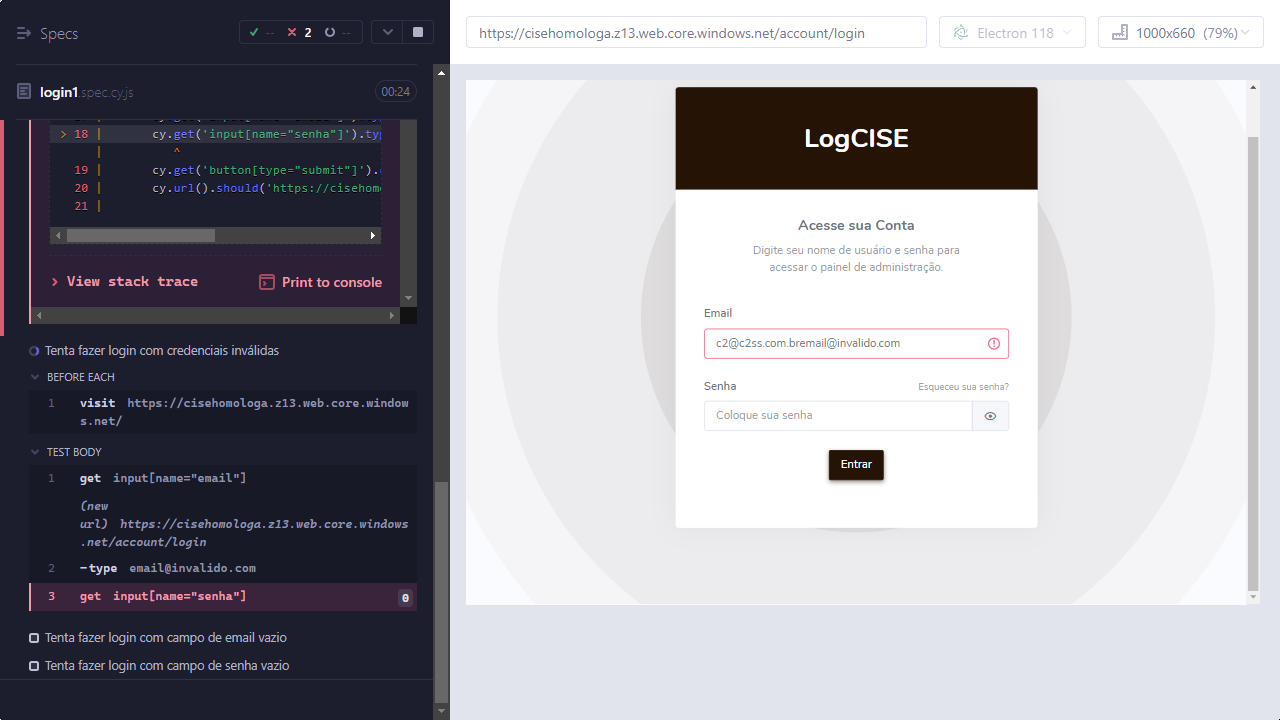 Specs
-- 2 --
login1.spec.cy.js 00:24
> 18 | cy.get('input[name="senha"]').typ
| ^
19 | cy.get('button[type="submit"]').
20 | cy.url().should('https://cisehom
21 |
> View stack trace Print to console
Tenta fazer login com credenciais inválidas
BEFORE EACH
1 visit https://cisehomologa.z13.web.core.window
s.net/
TEST BODY
1 get input[name="email"]
(new
url) https://cisehomologa.z13.web.core.windows
.net/account/login
2 -type email@invalido.com
3 get input[name="senha"] 0
Tenta fazer login com campo de email vazio
Tenta fazer login com campo de senha vazio
https://cisehomologa.z13.web.core.windows.net/account/login Electron 118 1000x660 (79%)
LogCISE
Acesse sua Conta
Digite seu nome de usuário e senha para
acessar o painel de administração.
Email
c2@c2ss.com.bremail@invalido.com
Senha Esqueceu sua senha?
Coloque sua senha
Entrar